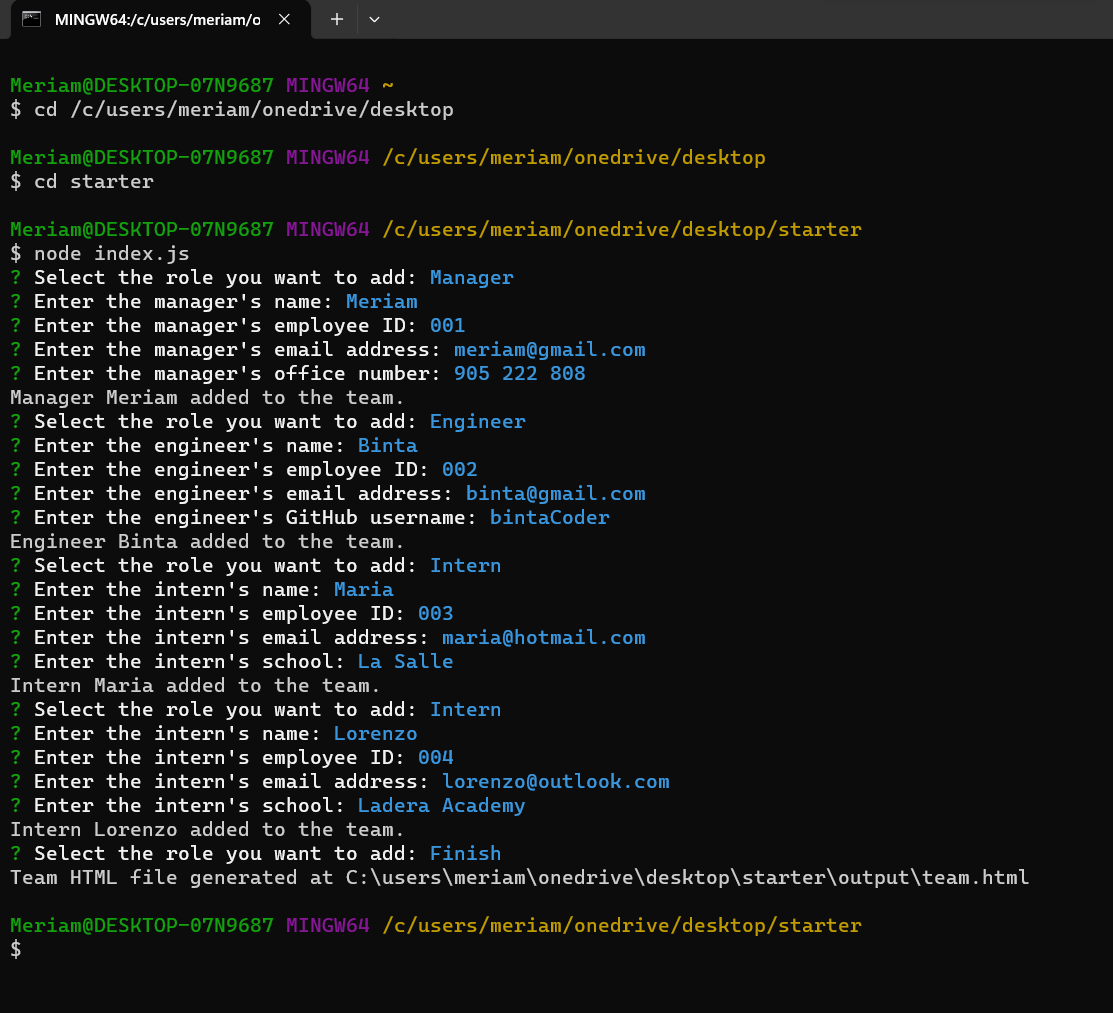 MINGW64:/c/users/meriam/o
Meriam@DESKTOP-07N9687 MINGW64 ~
$ cd /c/users/meriam/onedrive/desktop
Meriam@DESKTOP-07N9687 MINGW64 /c/users/meriam/onedrive/desktop
$ cd starter
Meriam@DESKTOP-07N9687 MINGW64 /c/users/meriam/onedrive/desktop/starter
$ node index.js
? Select the role you want to add: Manager
? Enter the manager's name: Meriam
? Enter the manager's employee ID: 001
? Enter the manager's email address: meriam@gmail.com
? Enter the manager's office number: 905 222 808
Manager Meriam added to the team.
? Select the role you want to add: Engineer
? Enter the engineer's name: Binta
? Enter the engineer's employee ID: 002
? Enter the engineer's email address: binta@gmail.com
? Enter the engineer's GitHub username: bintaCoder
Engineer Binta added to the team.
? Select the role you want to add: Intern
? Enter the intern's name: Maria
? Enter the intern's employee ID: 003
? Enter the intern's email address: maria@hotmail.com
? Enter the intern's school: La Salle
Intern Maria added to the team.
? Select the role you want to add: Intern
? Enter the intern's name: Lorenzo
? Enter the intern's employee ID: 004
? Enter the intern's email address: lorenzo@outlook.com
? Enter the intern's school: Ladera Academy
Intern Lorenzo added to the team.
? Select the role you want to add: Finish
Team HTML file generated at C:\users\meriam\onedrive\desktop\starter\output\team.html
Meriam@DESKTOP-07N9687 MINGW64 /c/users/meriam/onedrive/desktop/starter
$